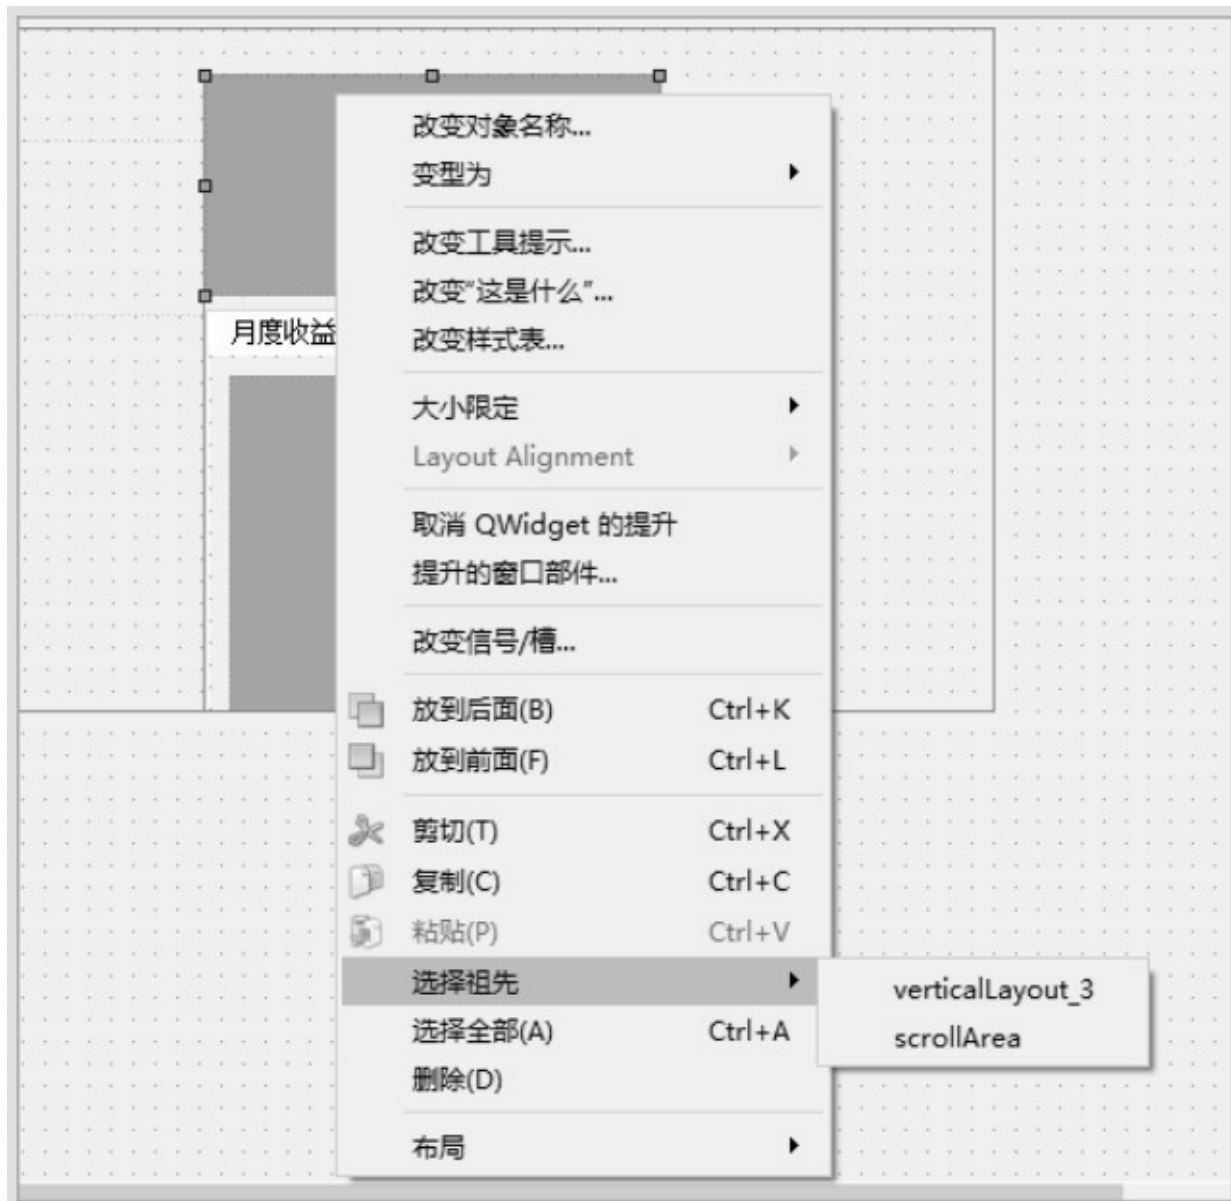 改变对象名称...
变型为
改变工具提示...
改变“这是什么”...
月度收益
改变样式表...
大小限定
Layout Alignment
取消 QWidget 的提升
提升的窗口部件...
改变信号/槽...
放到后面(B) Ctrl+K
放到前面(F) Ctrl+L
剪切(T) Ctrl+X
复制(C) Ctrl+C
粘贴(P) Ctrl+V
选择祖先
verticalLayout_3
scrollArea
选择全部(A) Ctrl+A
删除(D)
布局